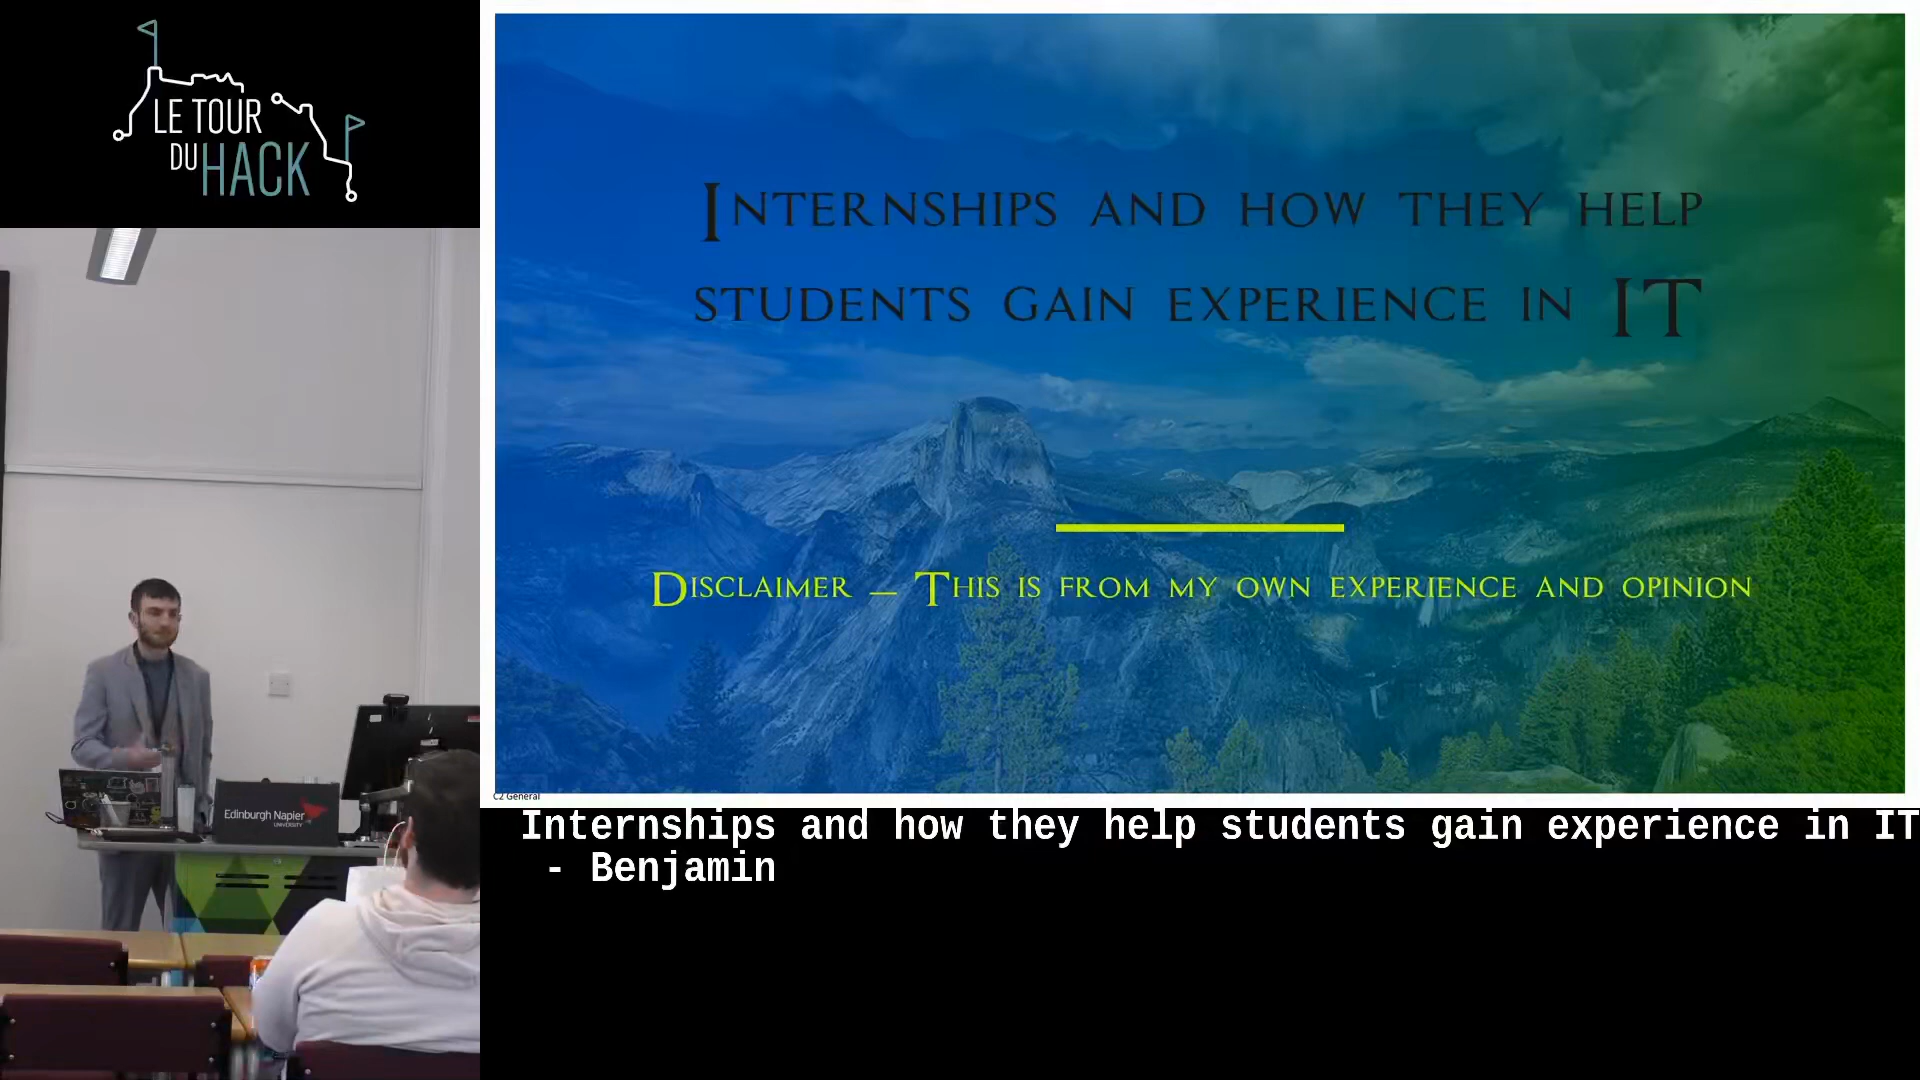 LE TOUR
DU HACK
Internships and how they help
students gain experience in IT
Disclaimer – This is from my own experience and opinion
C2 General
Internships and how they help students gain experience in IT
- Benjamin
Edinburgh Napier
UNIVERSITY